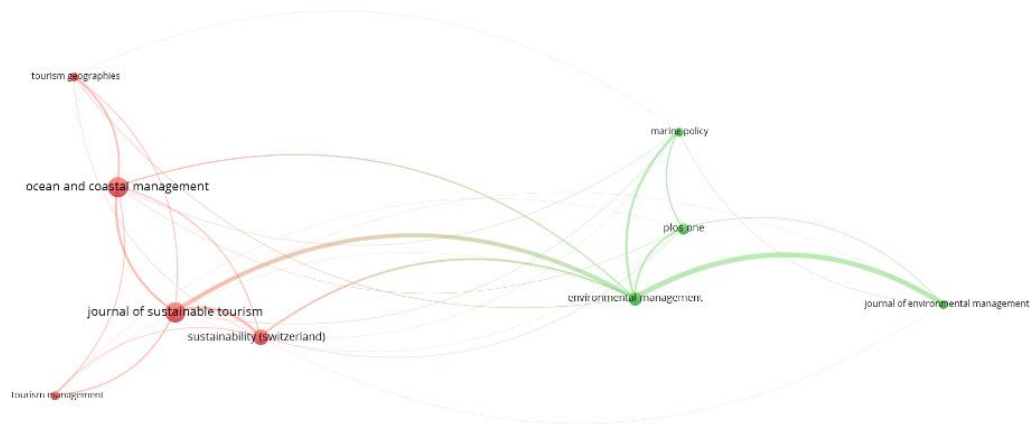 tourism geographies
marine policy
ocean and coastal management
plos one
environmental management
journal of environmental management
journal of sustainable tourism
sustainability (switzerland)
tourism management